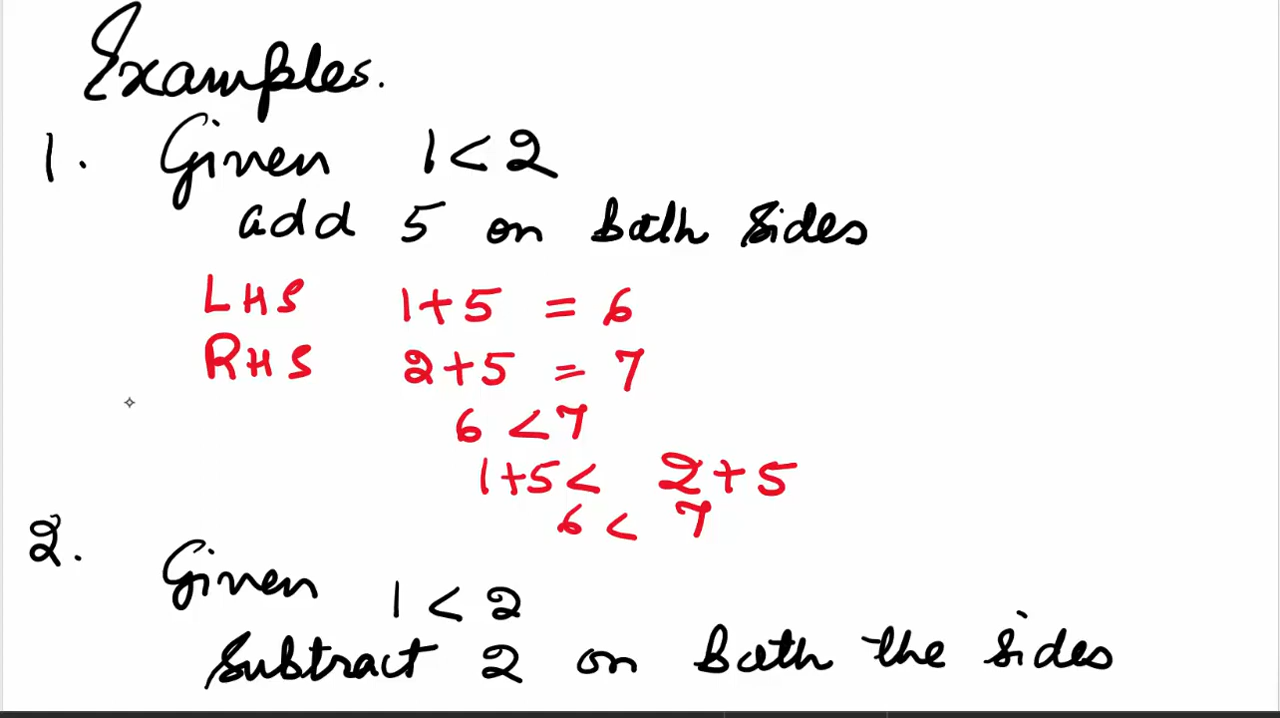 Examples.
1. Given 1<2
add 5 on both sides
LHS 1+5 = 6
RHS 2+5 = 7
6 < 7
1+5 < 2+5
6 < 7
2. Given 1 < 2
Subtract 2 on both the sides